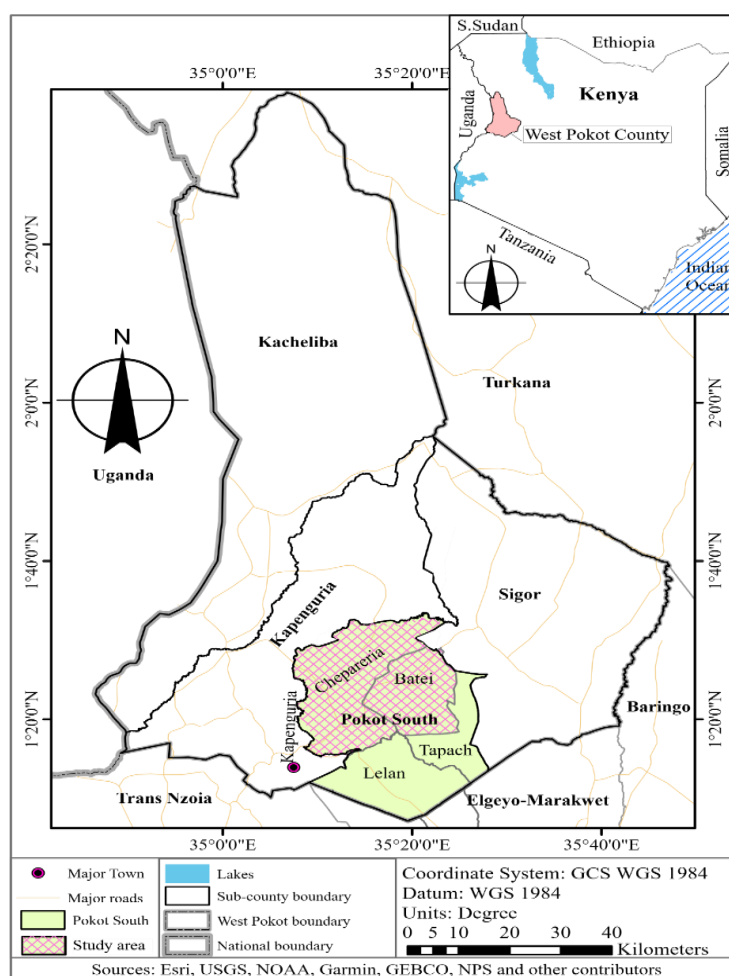 S.Sudan
Ethiopia
Kenya
Uganda
West Pokot County
Somalia
Tanzania
Indian
Ocean
35°0'0"E
35°20'0"E
N
2°20'0"N
2°0'0"N
1°40'0"N
1°20'0"N
2°20'0"N
2°0'0"N
1°40'0"N
1°20'0"N
Kacheliba
Turkana
Uganda
Kapenguria
Sigor
Chepareria
Batei
Kapenguria
Pokot South
Baringo
Tapach
Lelan
Trans Nzoia
Elgeyo-Marakwet
35°0'0"E
35°20'0"E
35°40'0"E
Major Town
Major roads
Pokot South
Study area
Lakes
Sub-county boundary
West Pokot boundary
National boundary
Coordinate System: GCS WGS 1984
Datum: WGS 1984
Units: Degree
0 5 10 20 30 40
Kilometers
Sources: Esri, USGS, NOAA, Garmin, GEBCO, NPS and other contributors